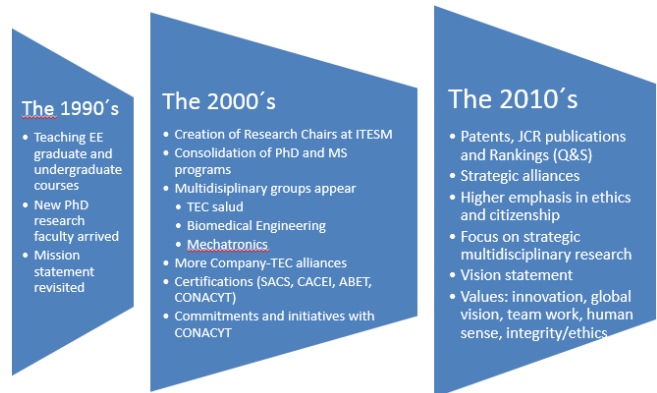 The 1990´s
• Teaching EE
graduate and
undergraduate
courses
• New PhD
research
faculty arrived
• Mission
statement
revisited
The 2000´s
• Creation of Research Chairs at ITESM
• Consolidation of PhD and MS
programs
• Multidisiplinary groups appear
• TEC salud
• Biomedical Engineering
• Mechatronics
• More Company-TEC alliances
• Certifications (SACS, CACEI, ABET,
CONACYT)
• Commitments and initiatives with
CONACYT
The 2010´s
• Patents, JCR publications
and Rankings (Q&S)
• Strategic alliances
• Higher emphasis in ethics
and citizenship
• Focus on strategic
multidisciplinary research
• Vision statement
• Values: innovation, global
vision, team work, human
sense, integrity/ethics